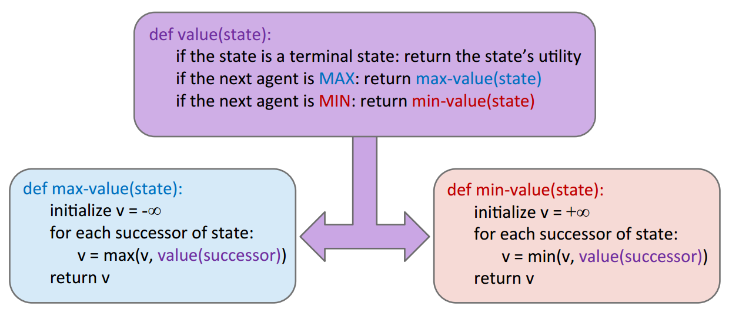 def value(state):
if the state is a terminal state: return the state's utility
if the next agent is MAX: return max-value(state)
if the next agent is MIN: return min-value(state)
def max-value(state):
initialize v = -∞
for each successor of state:
v = max(v, value(successor))
return v
def min-value(state):
initialize v = +∞
for each successor of state:
v = min(v, value(successor))
return v